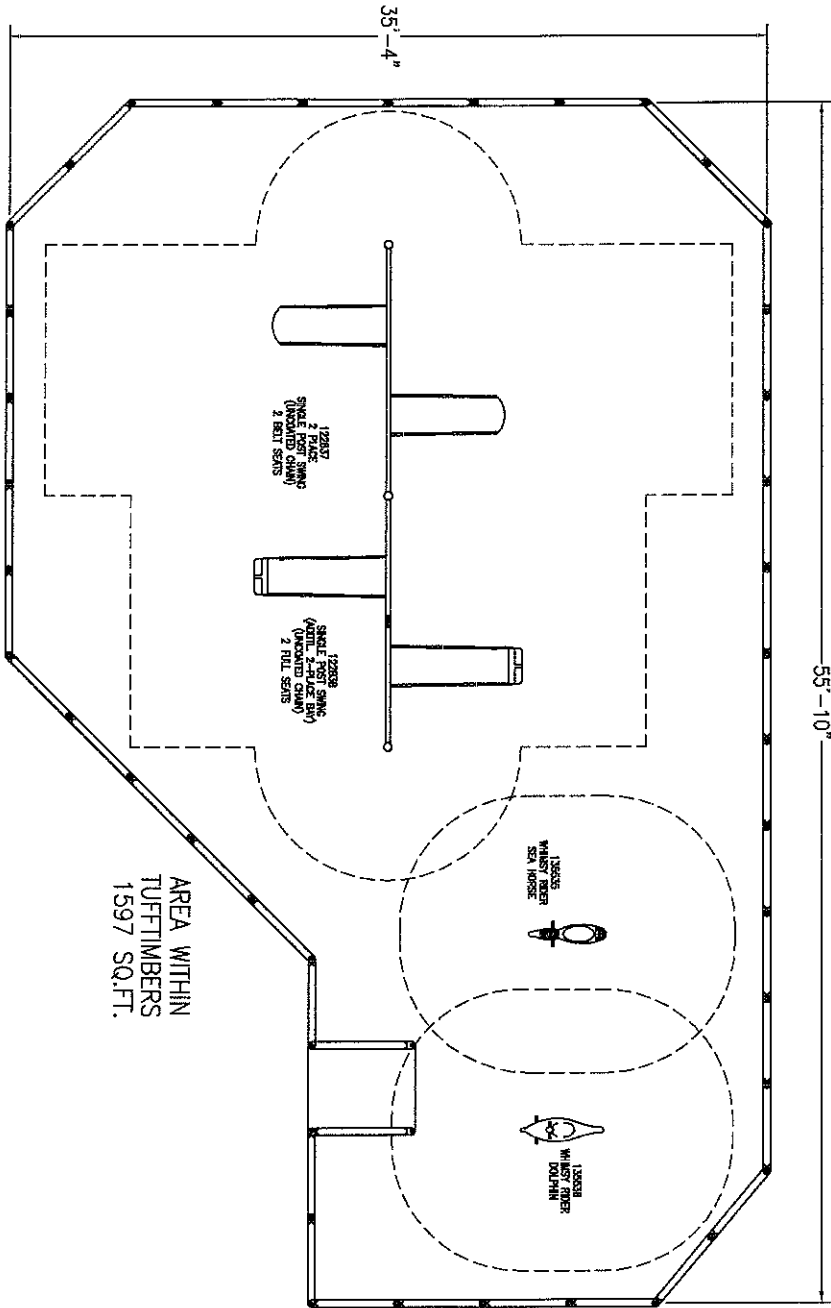 35'-4"
55'-10"
122837
2 PLACE
SINGLE POST SWING
(UNCOATED CHAIN)
2 BELT SEATS
122838
SINGLE POST SWING
(ADDTL. 2-PLACE BAY)
(UNCOATED CHAIN)
2 FULL SEATS
WHIMSY RIDER
SEA HORSE
WHIMSY RIDER
DOLPHIN
AREA WITHIN
TUFFTIMBERS
1597 SQ.FT.